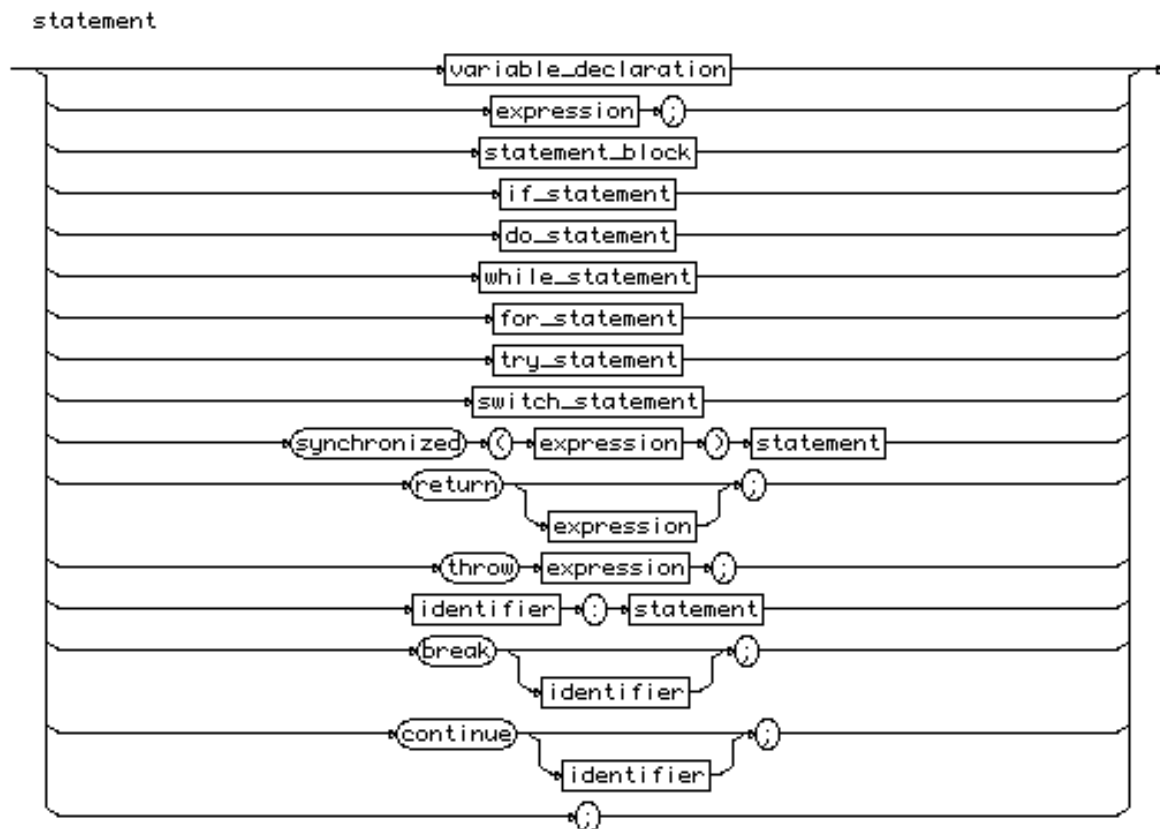 statement
variable_declaration
expression ;
statement_block
if_statement
do_statement
while_statement
for_statement
try_statement
switch_statement
synchronized ( expression ) statement
return ;
expression
throw expression ;
identifier : statement
break ;
identifier
continue ;
identifier
;